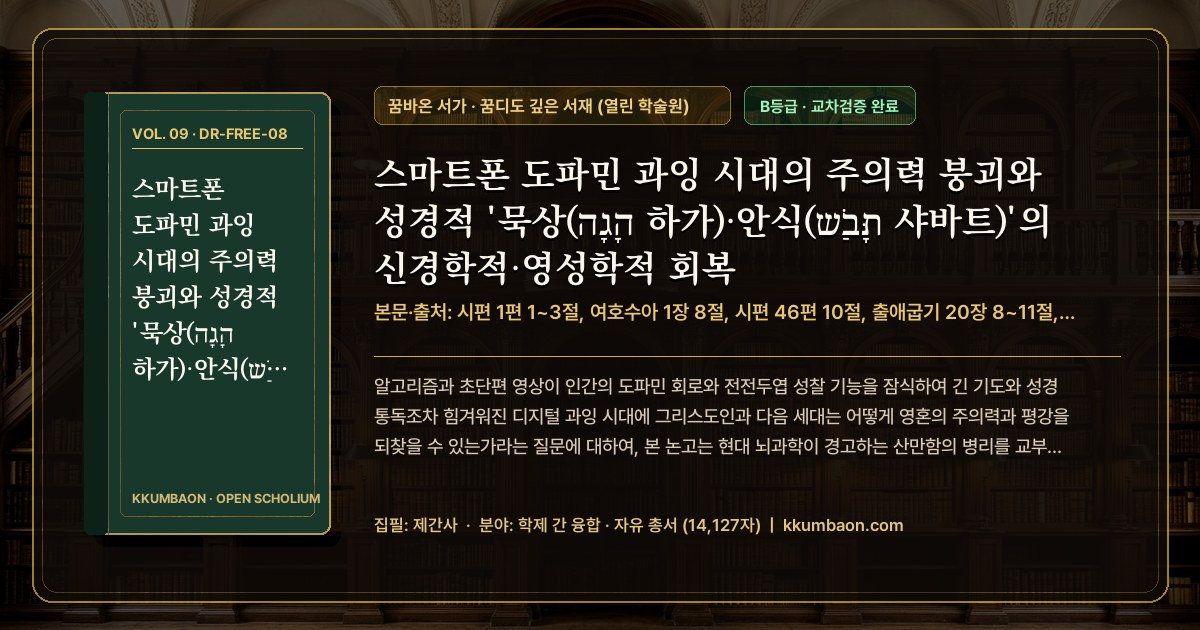 꿈바온 서가 · 꿈디도 깊은 서재 (열린 학술원)
B등급 · 교차검증 완료
VOL. 09 · DR-FREE-08
스마트폰
도파민 과잉
시대의 주의력
붕괴와 성경적
'묵상(הָגָה
하가)·안식(שׁ…
KKUMBAON · OPEN SCHOLIUM
스마트폰 도파민 과잉 시대의 주의력 붕괴와
성경적 '묵상(הָגָה 하가)·안식(תָבַש 샤바트)'의
신경학적·영성학적 회복
본문·출처: 시편 1편 1~3절, 여호수아 1장 8절, 시편 46편 10절, 출애굽기 20장 8~11절,...
알고리즘과 초단편 영상이 인간의 도파민 회로와 전전두엽 성찰 기능을 잠식하여 긴 기도와 성경
통독조차 힘겨워진 디지털 과잉 시대에 그리스도인과 다음 세대는 어떻게 영혼의 주의력과 평강을
되찾을 수 있는가라는 질문에 대하여, 본 논고는 현대 뇌과학이 경고하는 산만함의 병리를 교부...
집필: 제간사 · 분야: 학제 간 융합 · 자유 총서 (14,127자) | kkumbaon.com